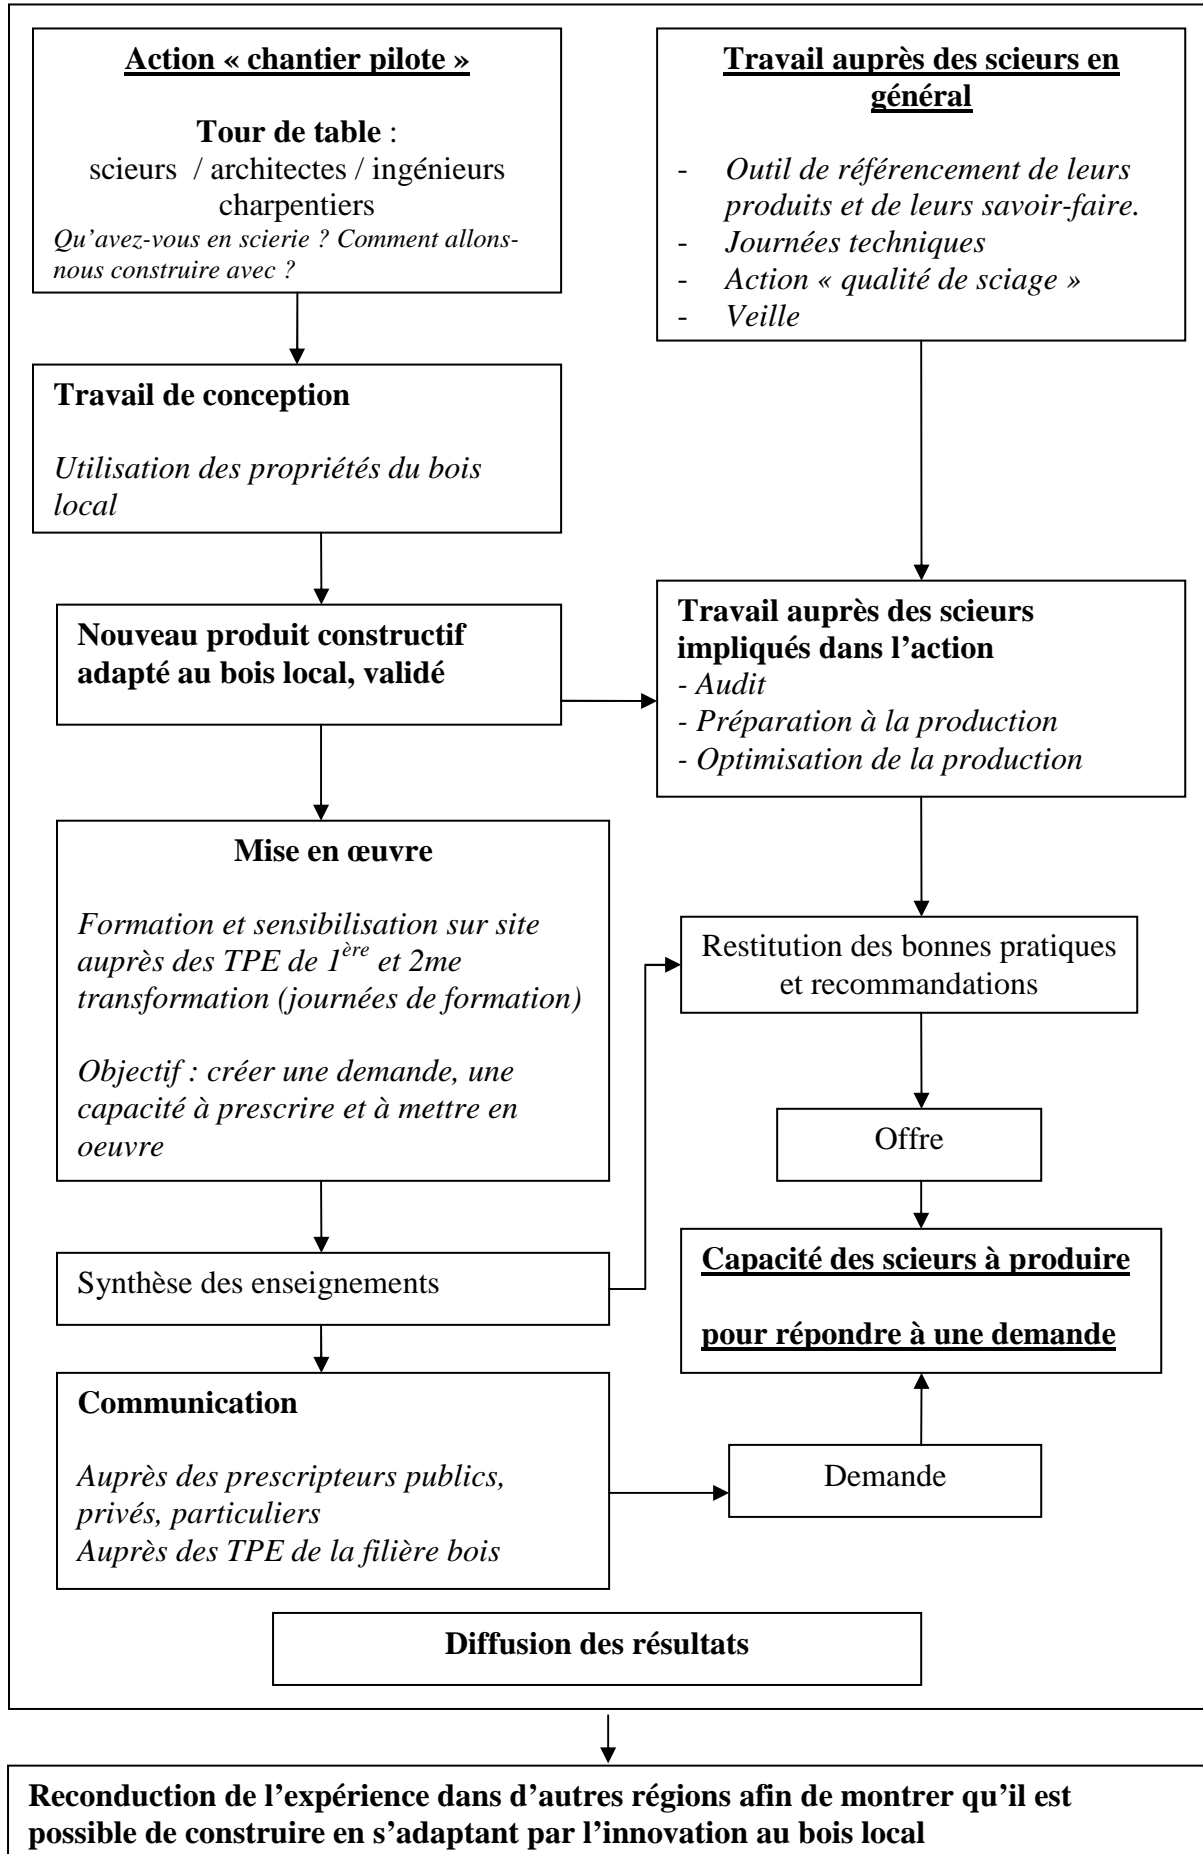 Action « chantier pilote »
Tour de table :
scieurs / architectes / ingénieurs
charpentiers
Qu’avez-vous en scierie ? Comment allons-
nous construire avec ?
Travail auprès des scieurs en
général
- Outil de référencement de leurs
produits et de leurs savoir-faire.
- Journées techniques
- Action « qualité de sciage »
- Veille
Travail de conception
Utilisation des propriétés du bois
local
Nouveau produit constructif
adapté au bois local, validé
Travail auprès des scieurs
impliqués dans l’action
- Audit
- Préparation à la production
- Optimisation de la production
Mise en œuvre
Formation et sensibilisation sur site
auprès des TPE de 1ère et 2me
transformation (journées de formation)
Objectif : créer une demande, une
capacité à prescrire et à mettre en
oeuvre
Restitution des bonnes pratiques
et recommandations
Offre
Synthèse des enseignements
Capacité des scieurs à produire
pour répondre à une demande
Communication
Auprès des prescripteurs publics,
privés, particuliers
Auprès des TPE de la filière bois
Demande
Diffusion des résultats
Reconduction de l’expérience dans d’autres régions afin de montrer qu’il est
possible de construire en s’adaptant par l’innovation au bois local